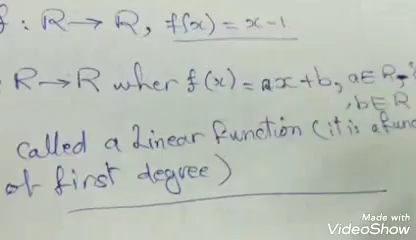 f : R → R, f(x) = x-1
: R → R wher f(x) = ax+b, a∈R-
, b∈R
called a Linear function (it is a func
of first degree)
Made with
VideoShow